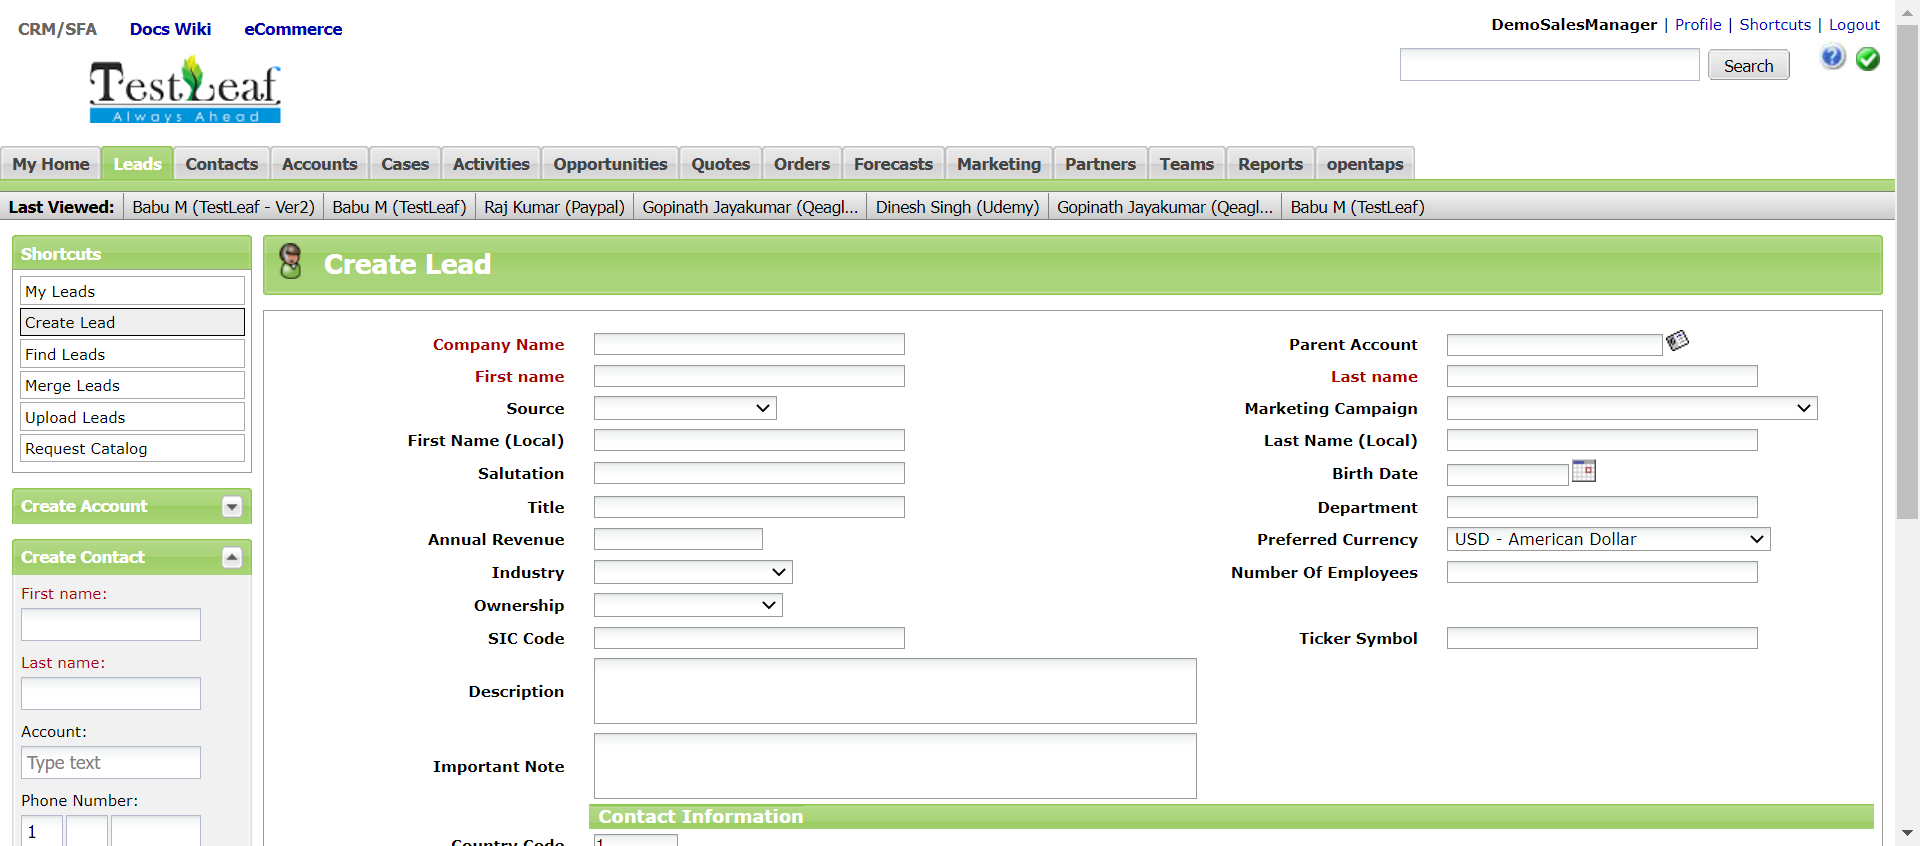 CRM/SFA Docs Wiki eCommerce
DemoSalesManager | Profile | Shortcuts | Logout
Search
TestLeaf
Always Ahead
My Home Leads Contacts Accounts Cases Activities Opportunities Quotes Orders Forecasts Marketing Partners Teams Reports opentaps
Last Viewed: Babu M (TestLeaf - Ver2) Babu M (TestLeaf) Raj Kumar (Paypal) Gopinath Jayakumar (Qeagl... Dinesh Singh (Udemy) Gopinath Jayakumar (Qeagl... Babu M (TestLeaf)
Shortcuts
My Leads
Create Lead
Find Leads
Merge Leads
Upload Leads
Request Catalog
Create Account
Create Contact
First name:
Last name:
Account:
Type text
Phone Number:
1
Create Lead
Company Name Parent Account
First name Last name
Source Marketing Campaign
First Name (Local) Last Name (Local)
Salutation Birth Date
Title Department
Annual Revenue Preferred Currency USD - American Dollar
Industry Number Of Employees
Ownership
SIC Code Ticker Symbol
Description
Important Note
Contact Information
Country Code 1